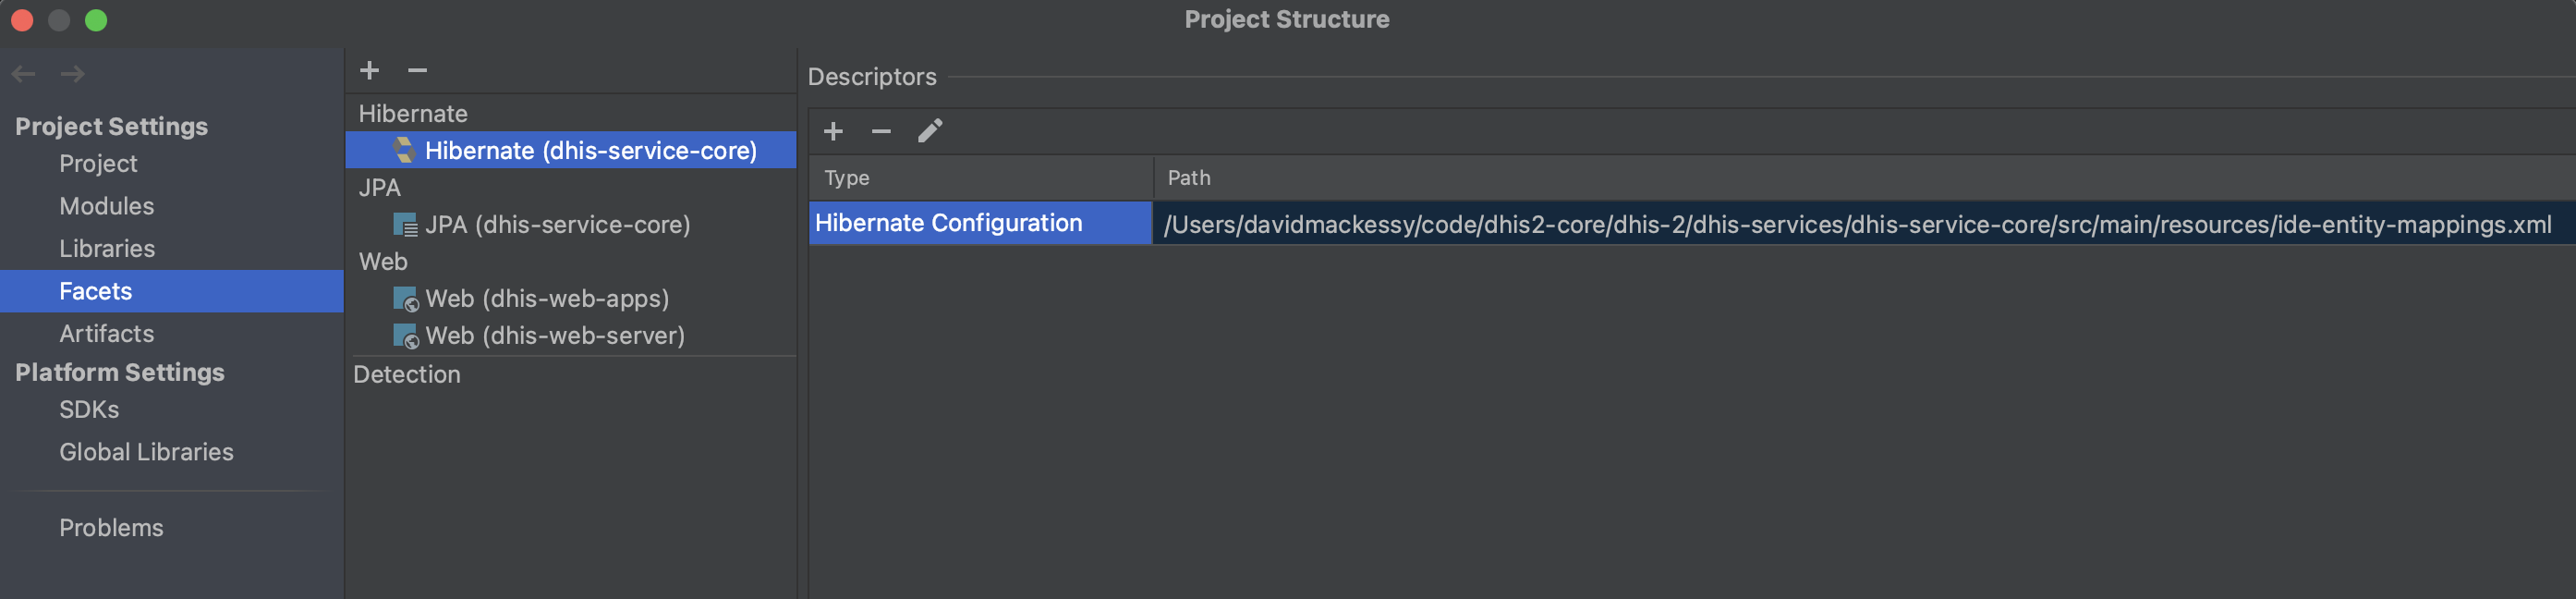 Project Structure
Project Settings
Project
Modules
Libraries
Facets
Artifacts
Platform Settings
SDKs
Global Libraries
Problems
Hibernate
Hibernate (dhis-service-core)
JPA
JPA (dhis-service-core)
Web
Web (dhis-web-apps)
Web (dhis-web-server)
Detection
Descriptors
Type Path
Hibernate Configuration /Users/davidmackessy/code/dhis2-core/dhis-2/dhis-services/dhis-service-core/src/main/resources/ide-entity-mappings.xml